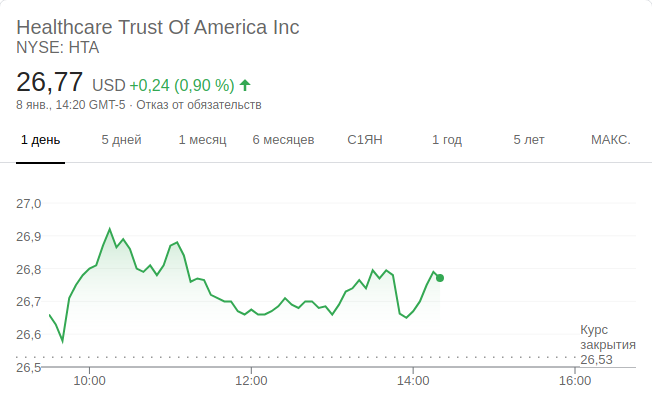 Healthcare Trust Of America Inc
NYSE: HTA
26,77 USD +0,24 (0,90 %)
8 янв., 14:20 GMT-5 · Отказ от обязательств
1 день 5 дней 1 месяц 6 месяцев С1ЯН 1 год 5 лет МАКС.
27,0
26,9
26,8
26,7
26,6
26,5
Курс
закрытия
26,53
10:00 12:00 14:00 16:00